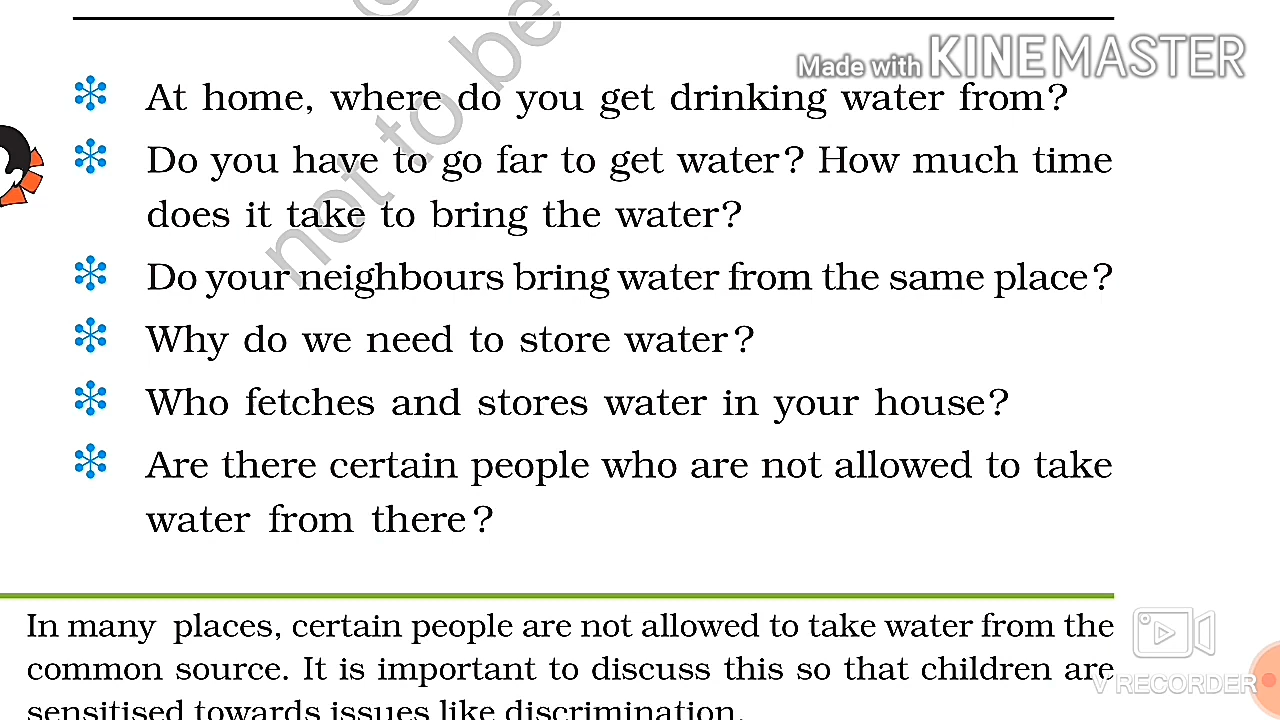 not to be
Made with KINEMASTER
At home, where do you get drinking water from?
Do you have to go far to get water? How much time
does it take to bring the water?
Do your neighbours bring water from the same place?
Why do we need to store water?
Who fetches and stores water in your house?
Are there certain people who are not allowed to take
water from there?
In many places, certain people are not allowed to take water from the
common source. It is important to discuss this so that children are
V RECORDER
sensitised towards issues like discrimination.